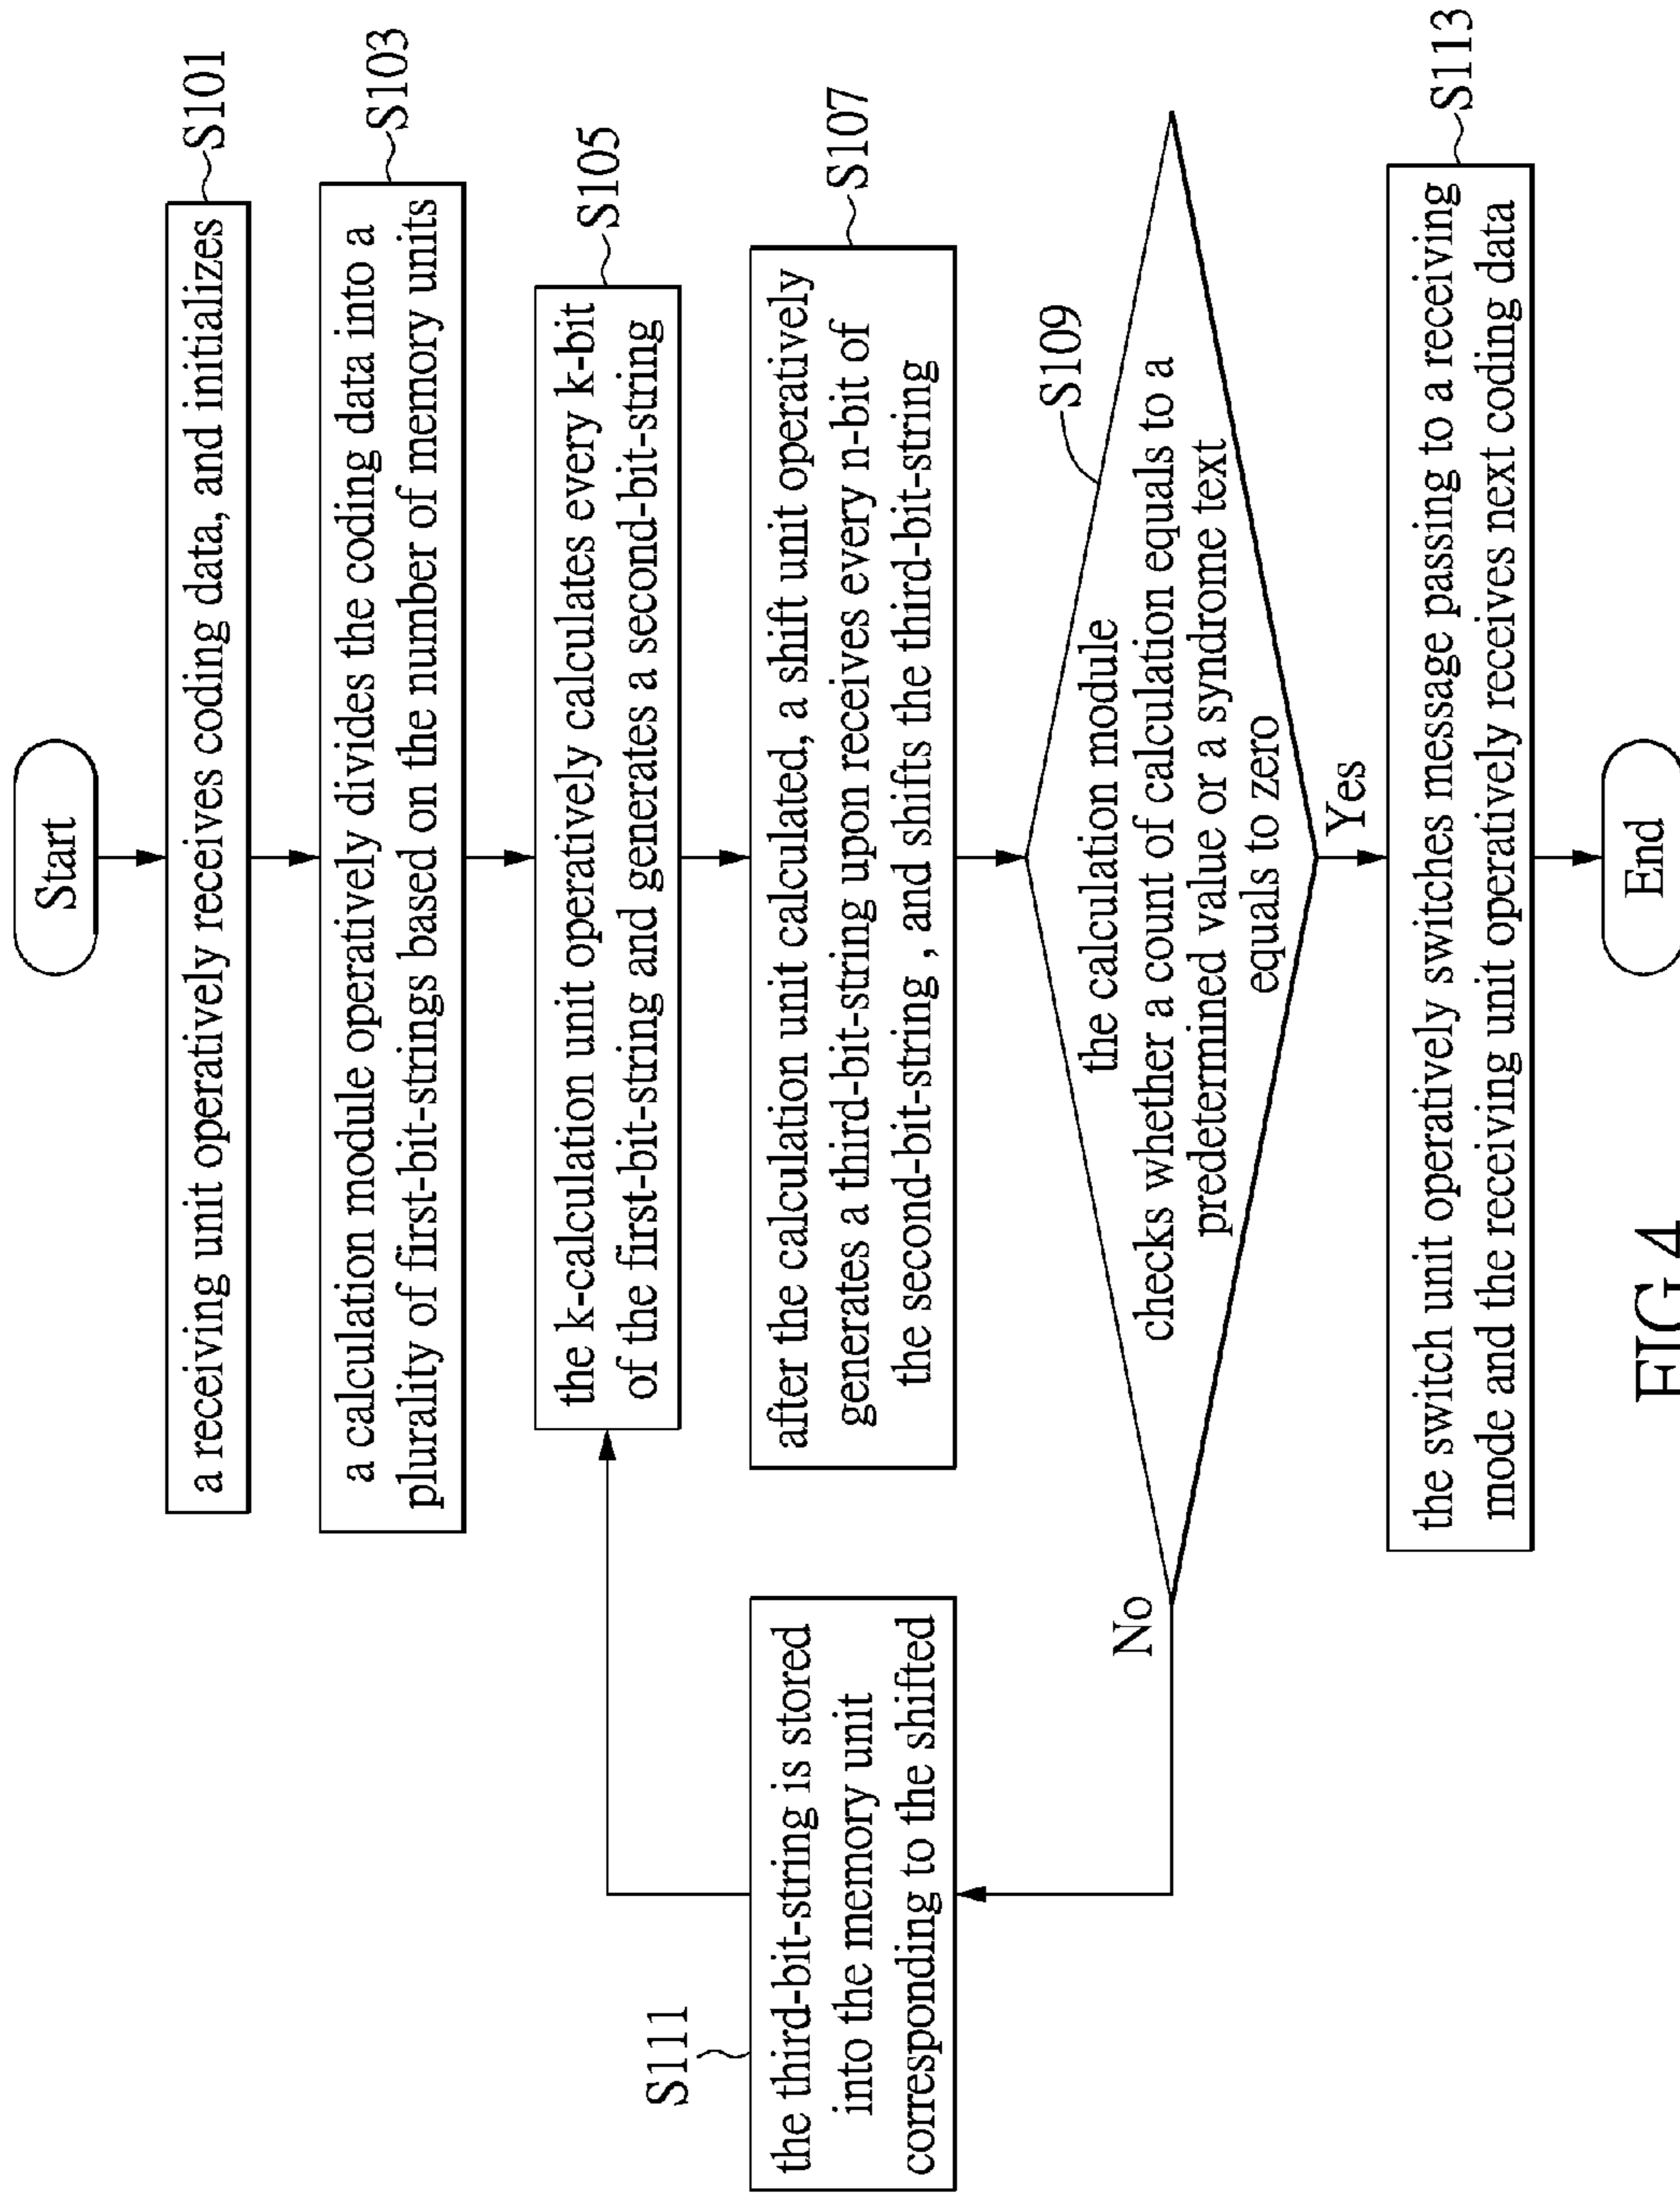 Start
a receiving unit operatively receives coding data, and initializes
S101
a calculation module operatively divides the coding data into a
plurality of first-bit-strings based on the number of memory units
S103
the k-calculation unit operatively calculates every k-bit
of the first-bit-string and generates a second-bit-string
S105
after the calculation unit calculated, a shift unit operatively
generates a third-bit-string upon receives every n-bit of
the second-bit-string , and shifts the third-bit-string
S107
the calculation module
checks whether a count of calculation equals to a
predetermined value or a syndrome text
equals to zero
S109
No
S111
the third-bit-string is stored
into the memory unit
corresponding to the shifted
Yes
the switch unit operatively switches message passing to a receiving
mode and the receiving unit operatively receives next coding data
S113
End
FIG.4